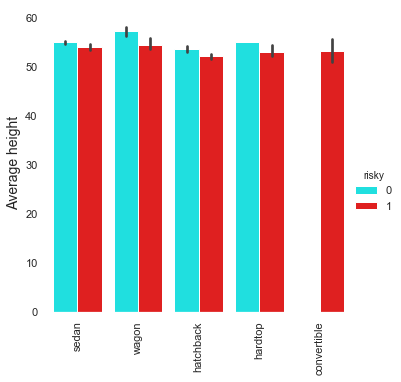 60
50
40
30
20
10
0
Average height
sedan
wagon
hatchback
hardtop
convertible
risky
0
1